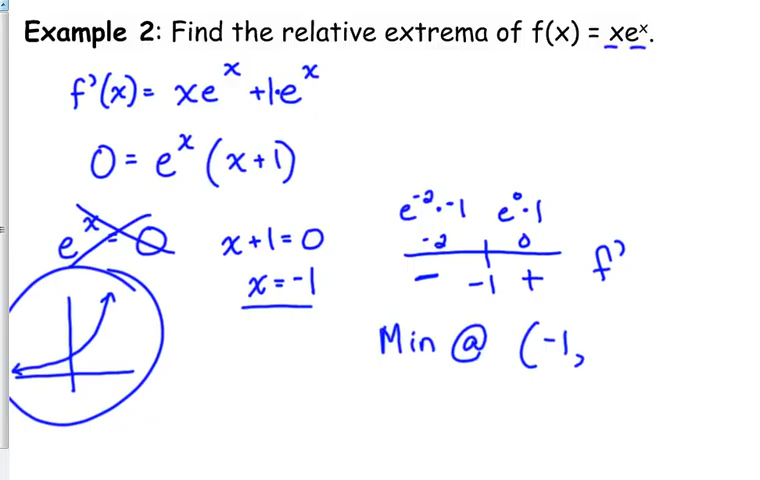 Example 2: Find the relative extrema of f(x) = xeˣ.
f'(x) = xeˣ + 1·eˣ
0 = eˣ (x + 1)
eˣ = 0
x + 1 = 0
x = -1
e⁻²·-1 e⁰·1
-2 0
- -1 + f'
Min @ (-1,